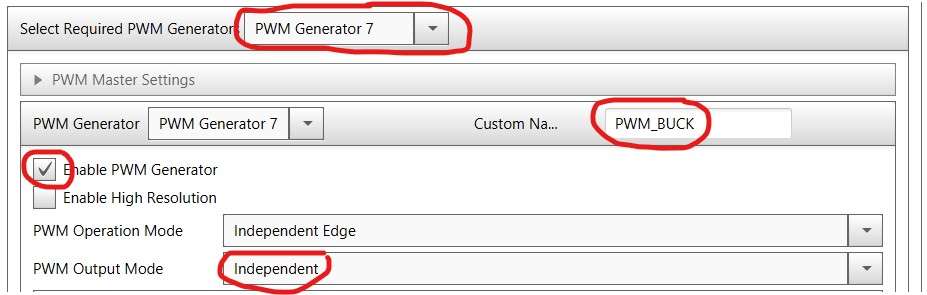 Select Required PWM Generator: PWM Generator 7
PWM Master Settings
PWM Generator PWM Generator 7 Custom Na... PWM_BUCK
Enable PWM Generator
Enable High Resolution
PWM Operation Mode Independent Edge
PWM Output Mode Independent